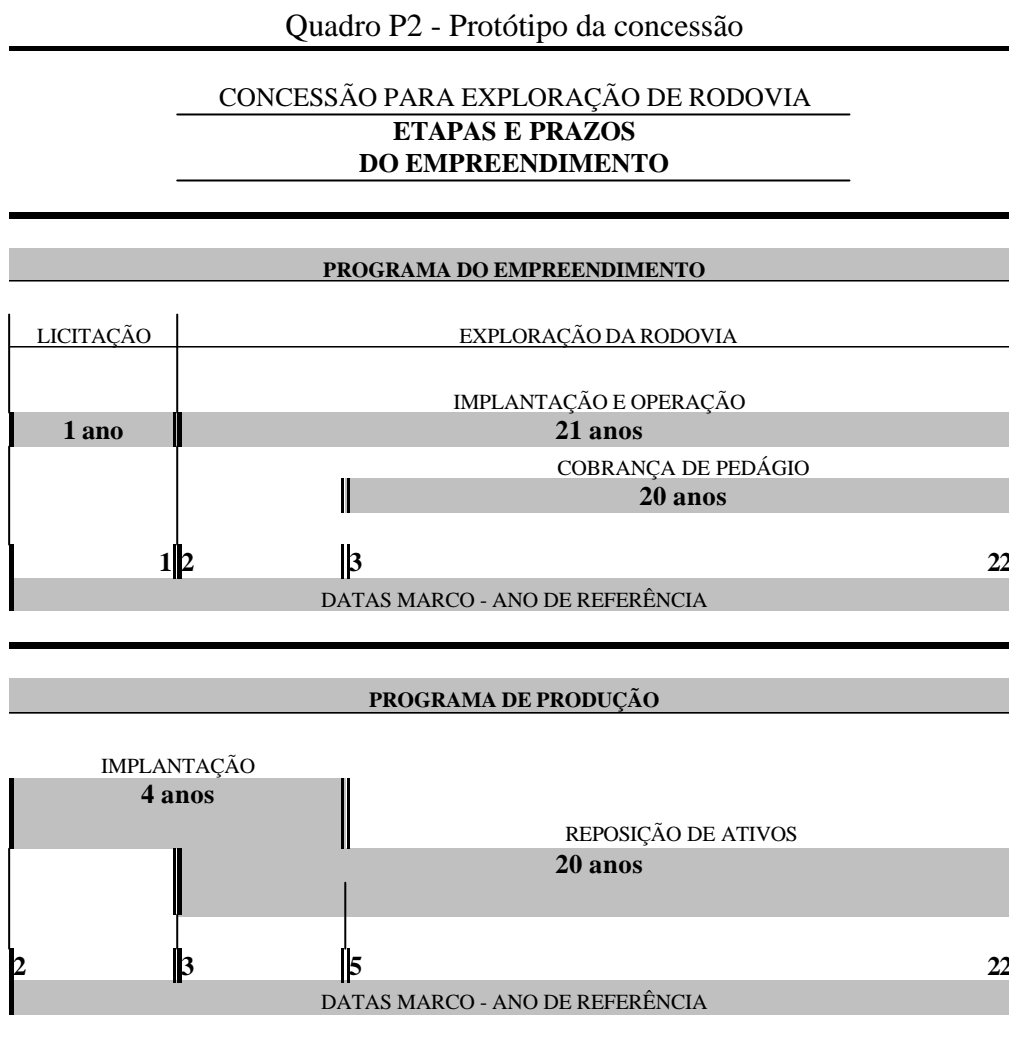 Quadro P2 - Protótipo da concessão
CONCESSÃO PARA EXPLORAÇÃO DE RODOVIA
ETAPAS E PRAZOS
DO EMPREENDIMENTO
PROGRAMA DO EMPREENDIMENTO
LICITAÇÃO EXPLORAÇÃO DA RODOVIA
IMPLANTAÇÃO E OPERAÇÃO
1 ano 21 anos
COBRANÇA DE PEDÁGIO
20 anos
1 2 3 22
DATAS MARCO - ANO DE REFERÊNCIA
PROGRAMA DE PRODUÇÃO
IMPLANTAÇÃO
4 anos
REPOSIÇÃO DE ATIVOS
20 anos
2 3 5 22
DATAS MARCO - ANO DE REFERÊNCIA